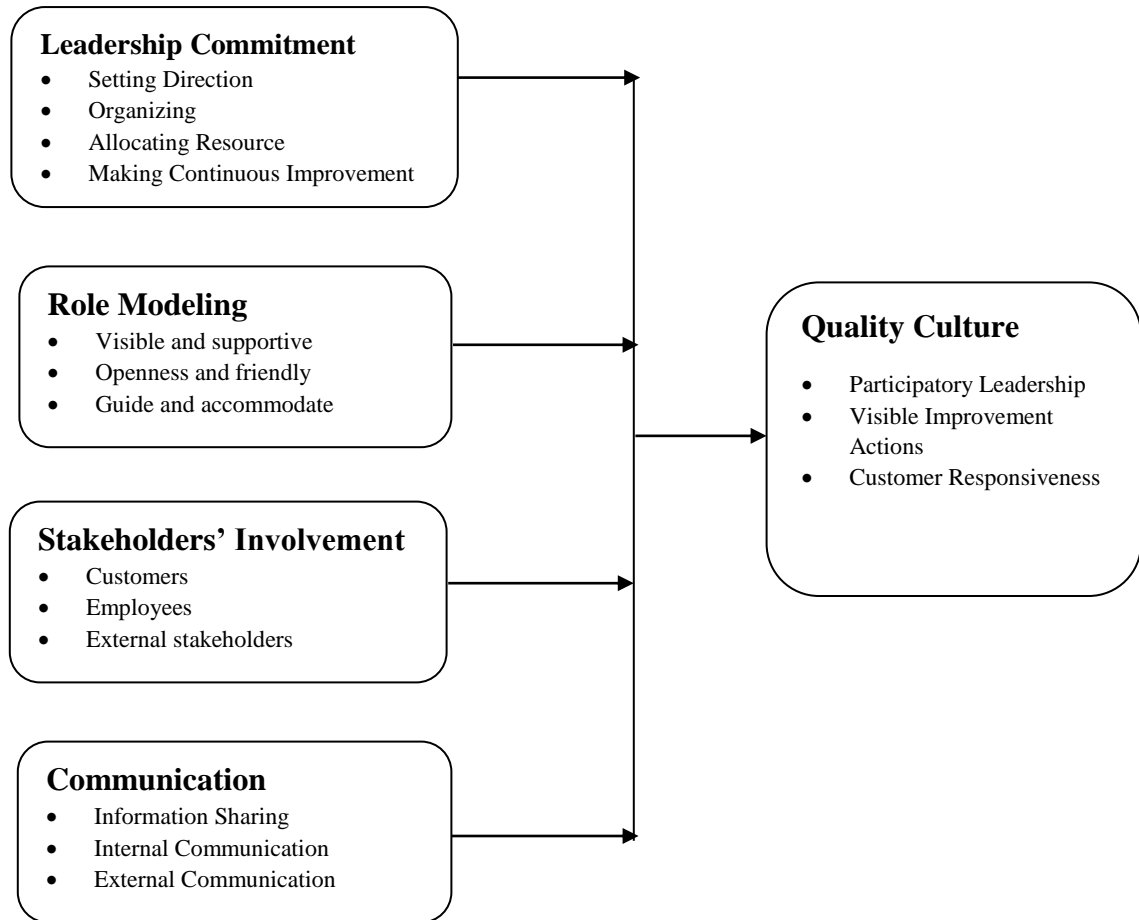 Leadership Commitment
• Setting Direction
• Organizing
• Allocating Resource
• Making Continuous Improvement
Role Modeling
• Visible and supportive
• Openness and friendly
• Guide and accommodate
Stakeholders’ Involvement
• Customers
• Employees
• External stakeholders
Communication
• Information Sharing
• Internal Communication
• External Communication
Quality Culture
• Participatory Leadership
• Visible Improvement
Actions
• Customer Responsiveness